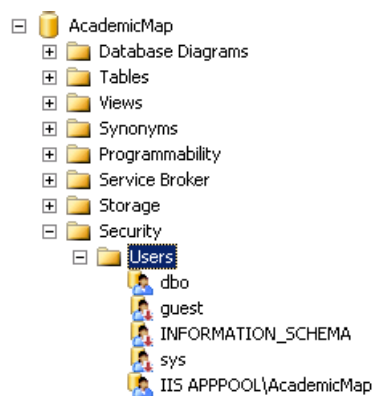 AcademicMap
Database Diagrams
Tables
Views
Synonyms
Programmability
Service Broker
Storage
Security
Users
dbo
guest
INFORMATION_SCHEMA
sys
IIS APPPOOL\AcademicMap